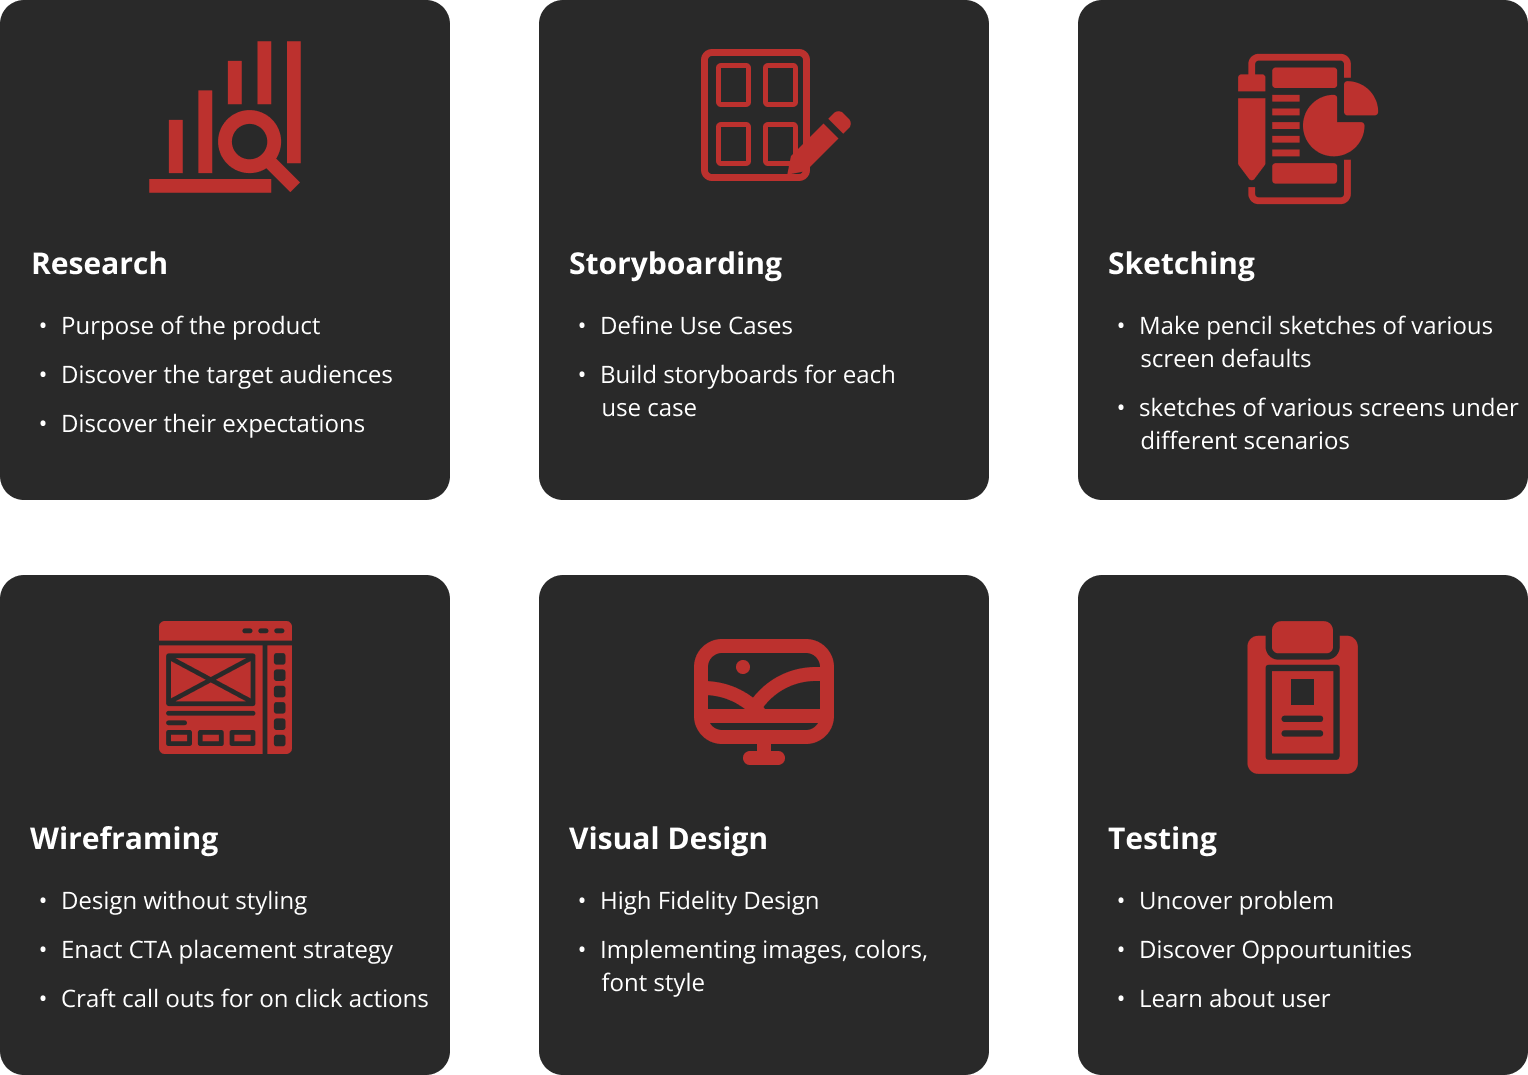 Research
• Purpose of the product
• Discover the target audiences
• Discover their expectations
Storyboarding
• Define Use Cases
• Build storyboards for each
use case
Sketching
• Make pencil sketches of various
screen defaults
• sketches of various screens under
different scenarios
Wireframing
• Design without styling
• Enact CTA placement strategy
• Craft call outs for on click actions
Visual Design
• High Fidelity Design
• Implementing images, colors,
font style
Testing
• Uncover problem
• Discover Oppourtunities
• Learn about user